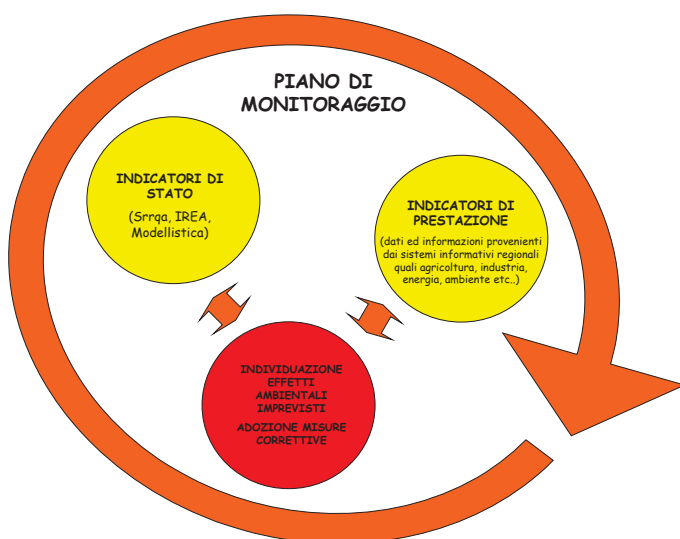 PIANO DI
MONITORAGGIO
INDICATORI DI
STATO
(Srrqa, IREA,
Modellistica)
INDICATORI DI
PRESTAZIONE
(dati ed informazioni provenienti
dai sistemi informativi regionali
quali agricoltura, industria,
energia, ambiente etc..)
INDIVIDUAZIONE
EFFETTI
AMBIENTALI
IMPREVISTI
ADOZIONE MISURE
CORRETTIVE